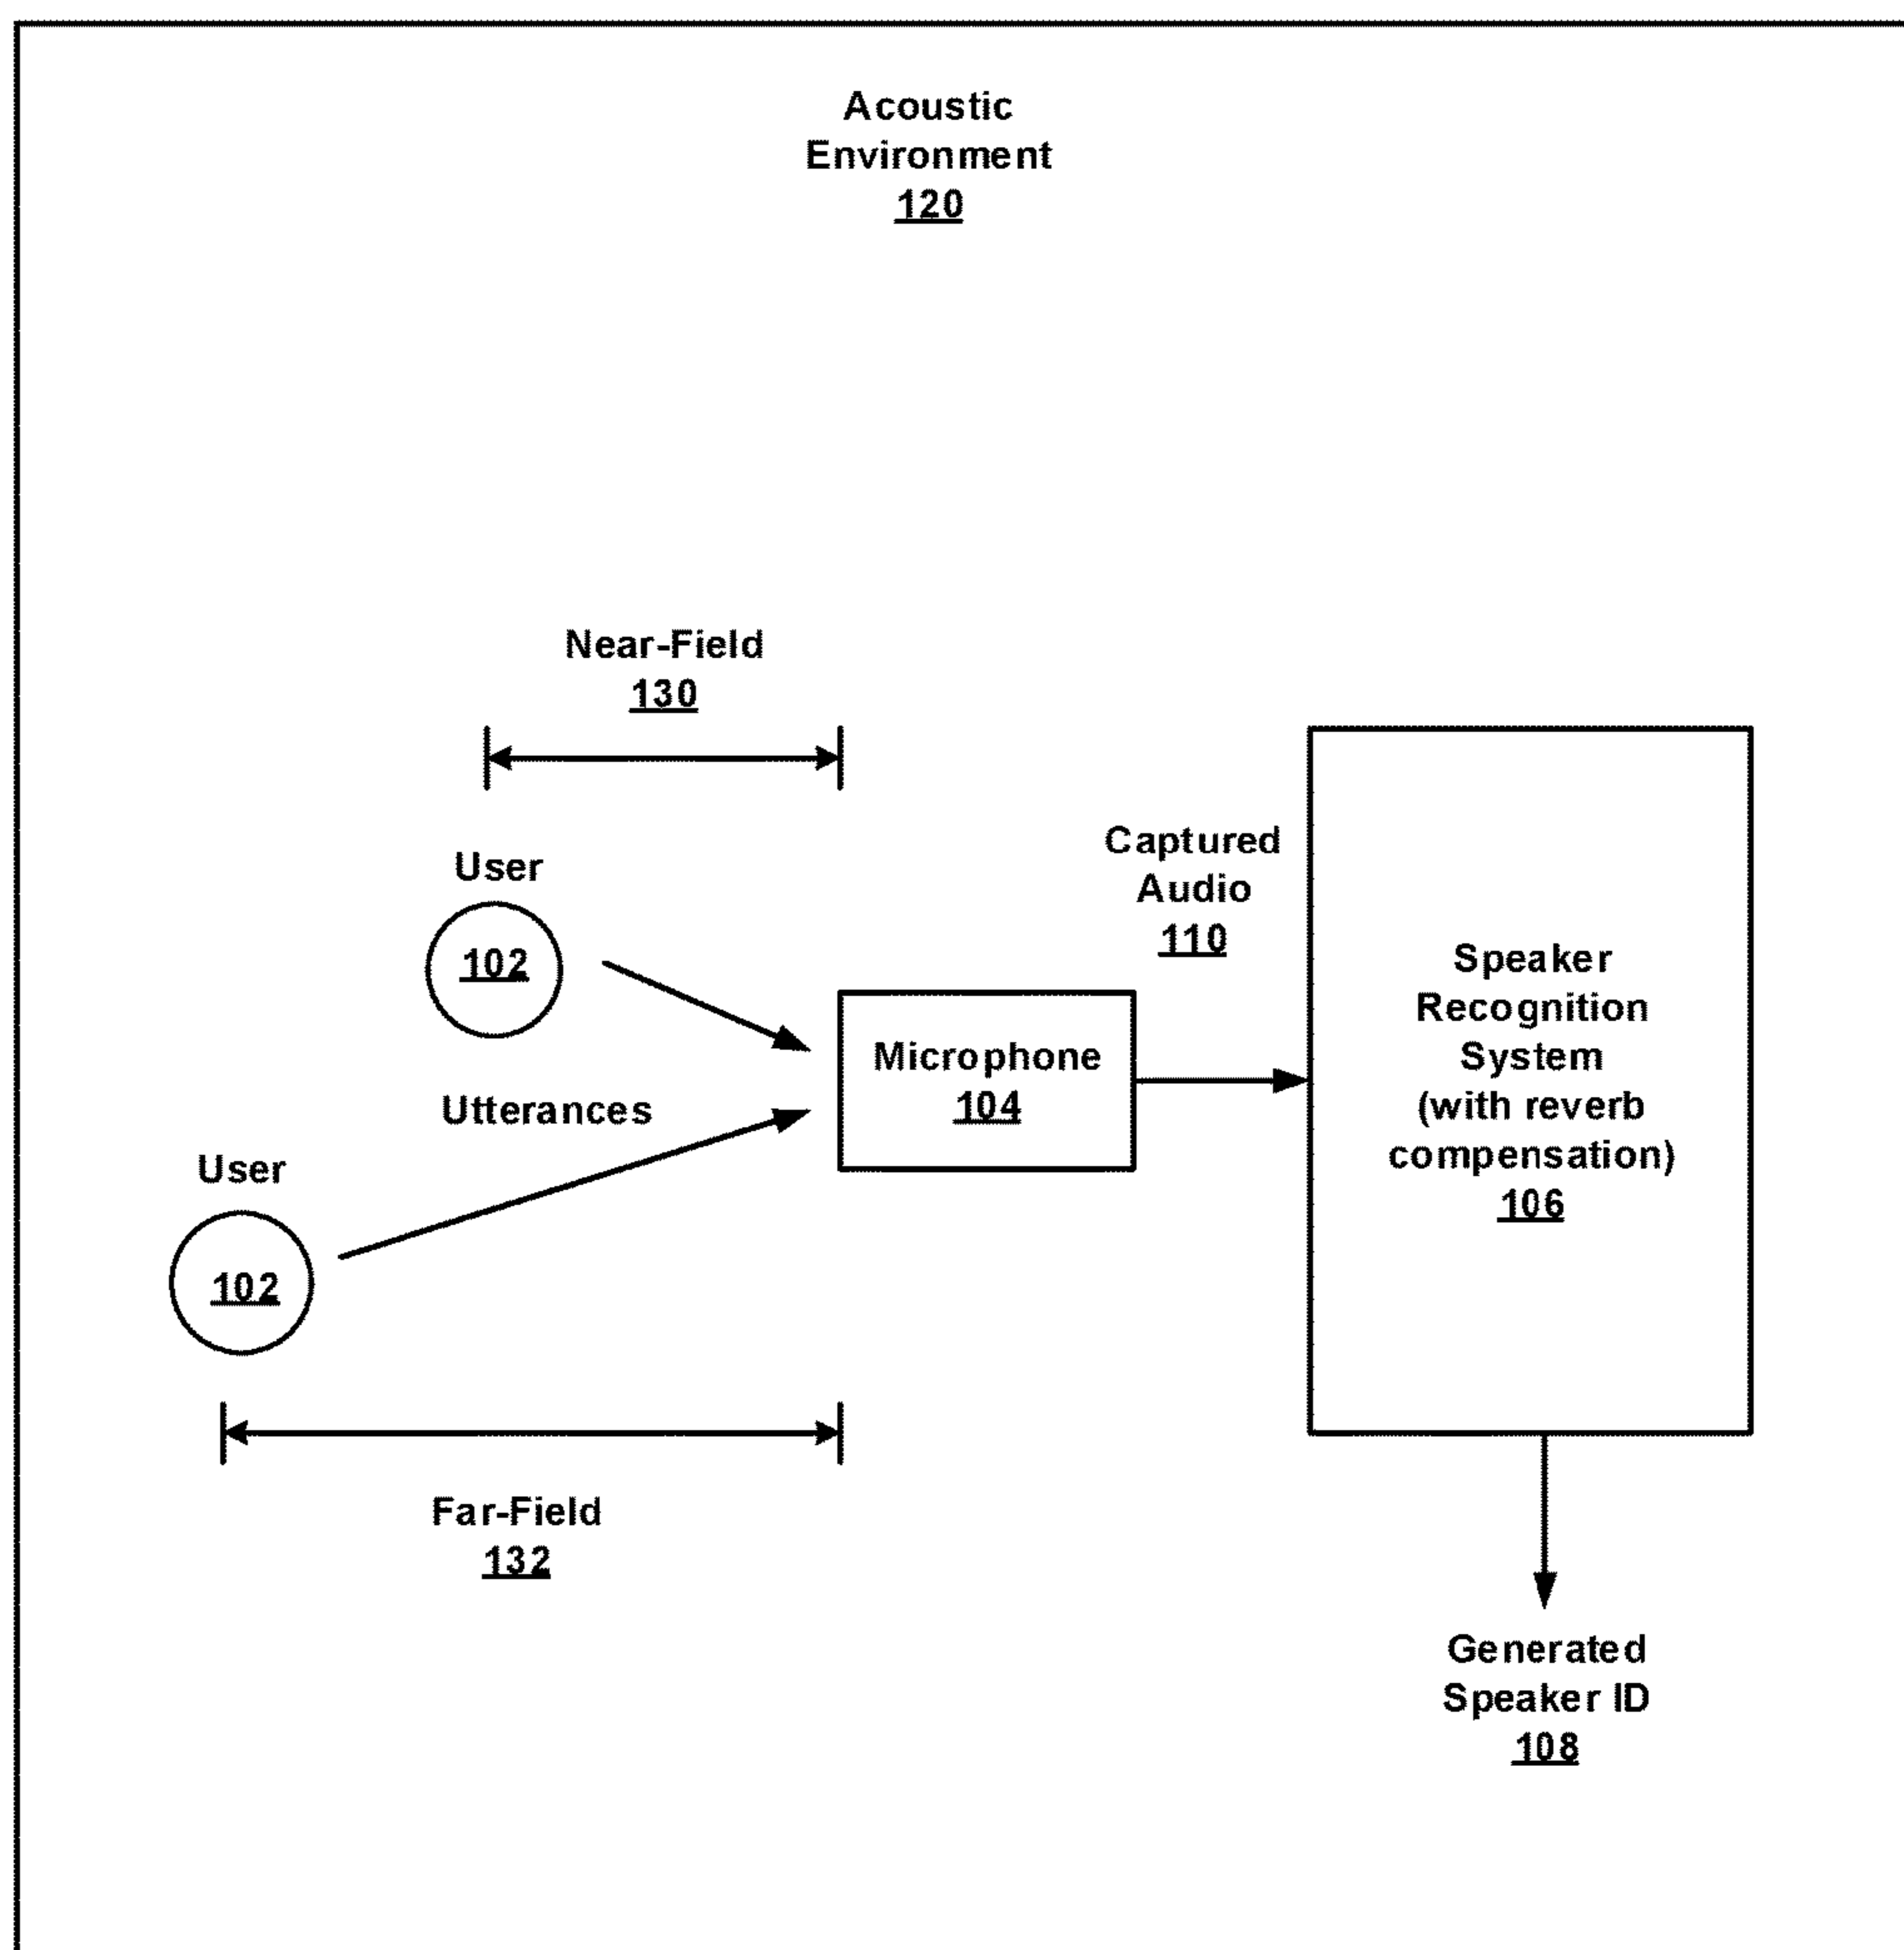 Acoustic
Environment
120
Near-Field
130
User
102
Captured
Audio
110
Utterances
Microphone
104
User
102
Speaker
Recognition
System
(with reverb
compensation)
106
Far-Field
132
Generated
Speaker ID
108